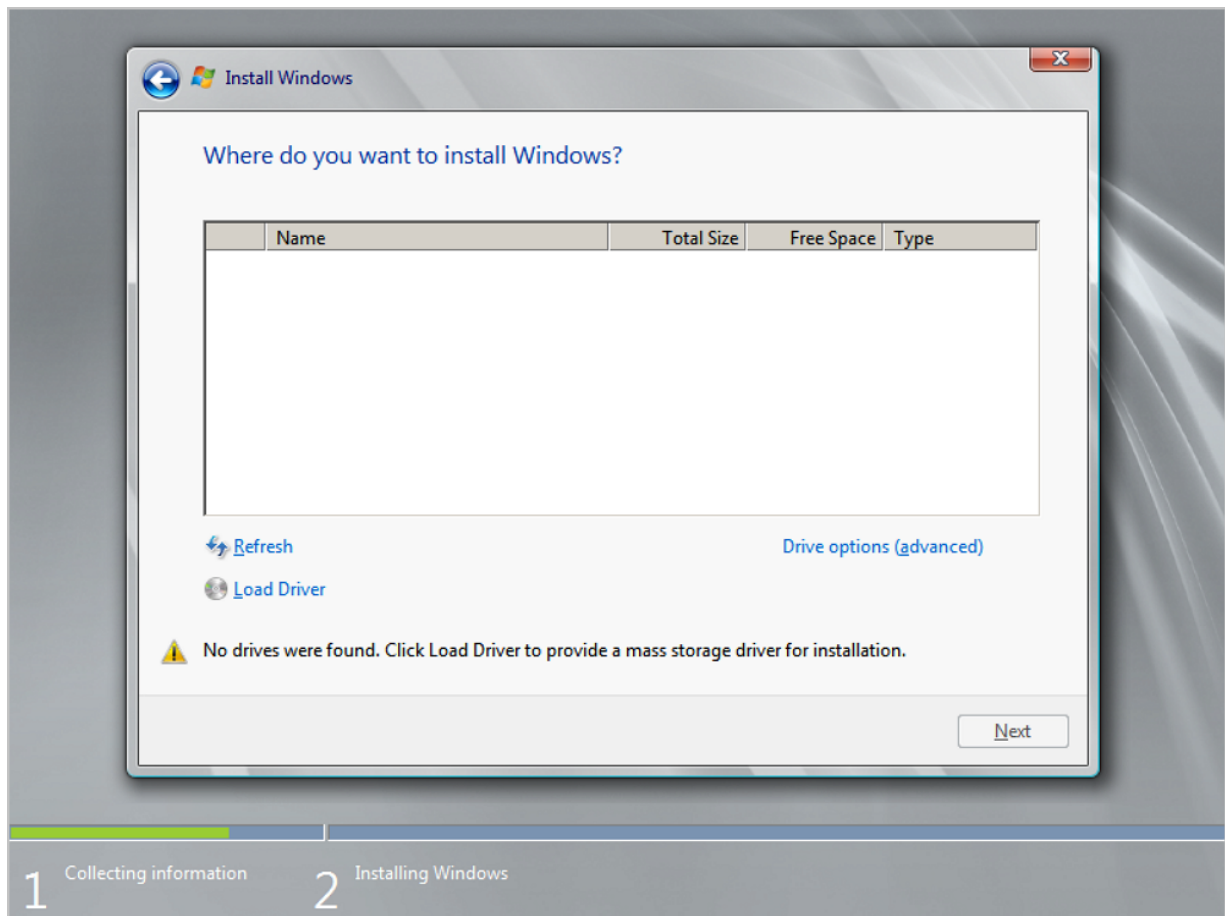 Install Windows
Where do you want to install Windows?
Name Total Size Free Space Type
Refresh Drive options (advanced)
Load Driver
No drives were found. Click Load Driver to provide a mass storage driver for installation.
Next
1 Collecting information 2 Installing Windows